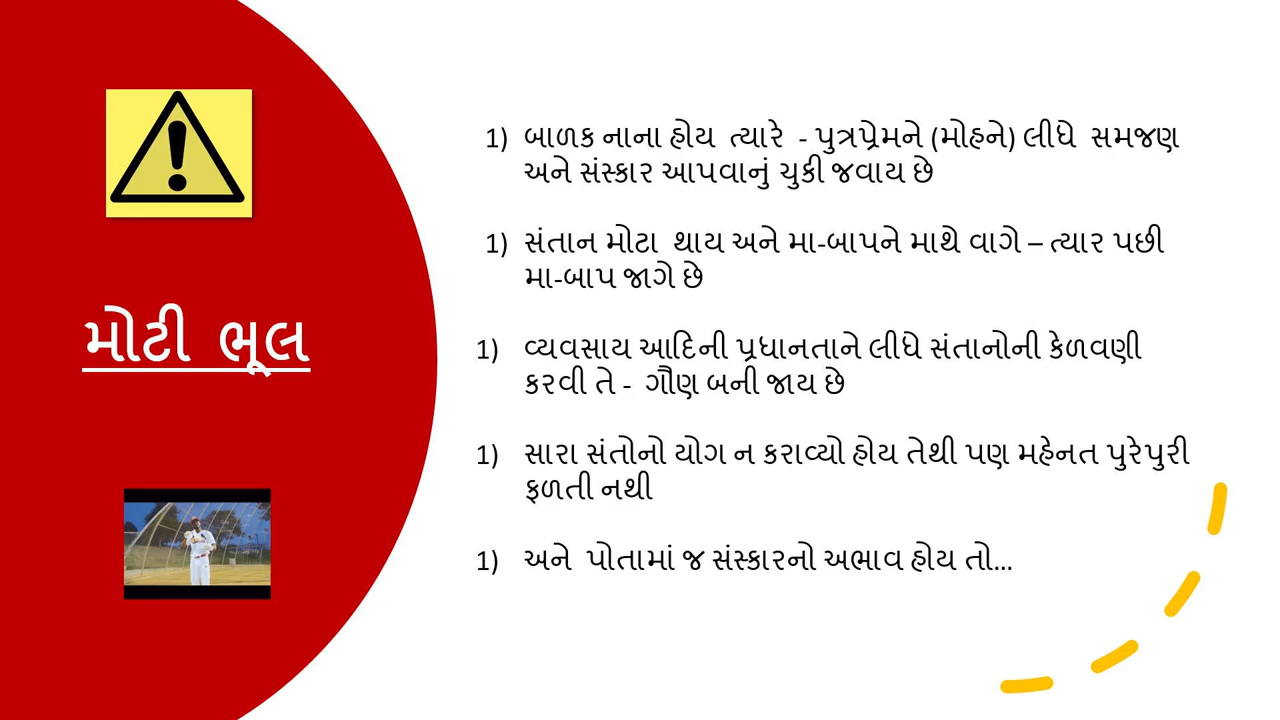 મોટી ભૂલ
1) બાળક નાના હોય ત્યારે - પુત્રપ્રેમને (મોહને) લીધે સમજણ
અને સંસ્કાર આપવાનું ચુકી જવાય છે
1) સંતાન મોટા થાય અને મા-બાપને માથે વાગે – ત્યાર પછી
મા-બાપ જાગે છે
1) વ્યવસાય આદિની પ્રધાનતાને લીધે સંતાનોની કેળવણી
કરવી તે - ગૌણ બની જાય છે
1) સારા સંતોનો યોગ ન કરાવ્યો હોય તેથી પણ મહેનત પુરેપુરી
ફળતી નથી
1) અને પોતામાં જ સંસ્કારનો અભાવ હોય તો...